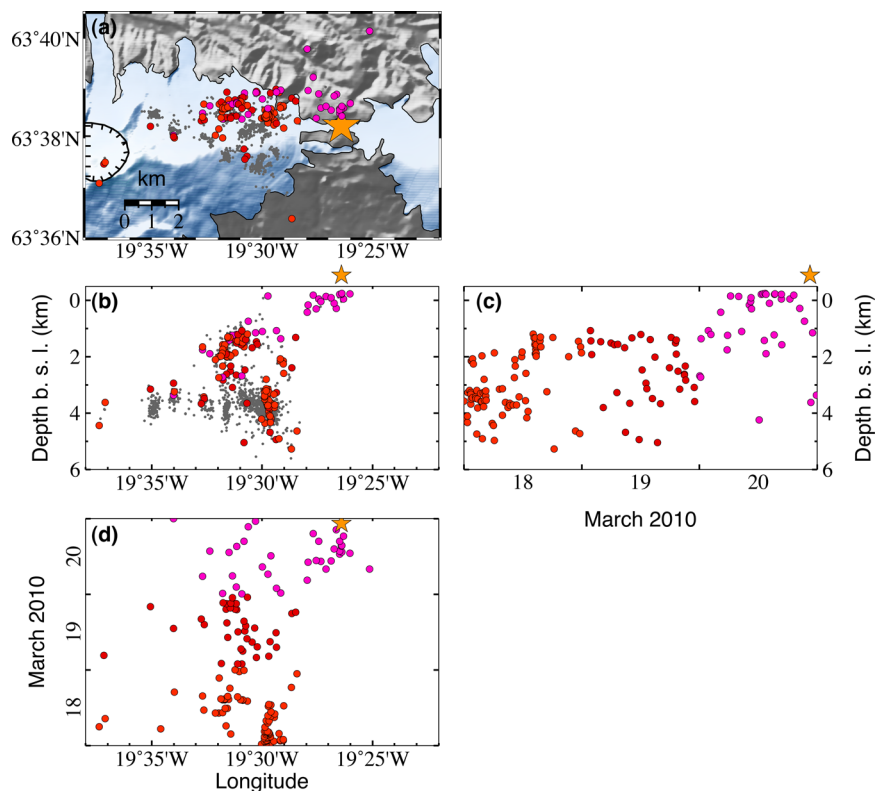 (a)
63°40'N
63°38'N
63°36'N
km
0 1 2
19°35'W 19°30'W 19°25'W
(b)
0
2
4
6
Depth b. s. l. (km)
19°35'W 19°30'W 19°25'W
(c)
0
2
4
6
Depth b. s. l. (km)
18 19 20
March 2010
(d)
20
19
18
March 2010
19°35'W 19°30'W 19°25'W
Longitude